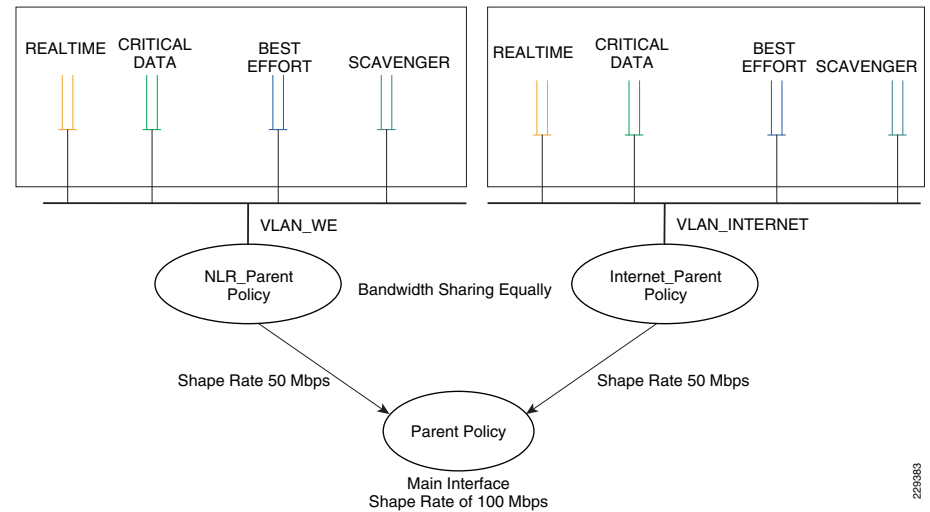 REALTIME
CRITICAL
DATA
BEST
EFFORT
SCAVENGER
REALTIME
CRITICAL
DATA
BEST
EFFORT
SCAVENGER
VLAN_WE
VLAN_INTERNET
NLR_Parent
Policy
Bandwidth Sharing Equally
Internet_Parent
Policy
Shape Rate 50 Mbps
Shape Rate 50 Mbps
Parent Policy
Main Interface
Shape Rate of 100 Mbps
229383